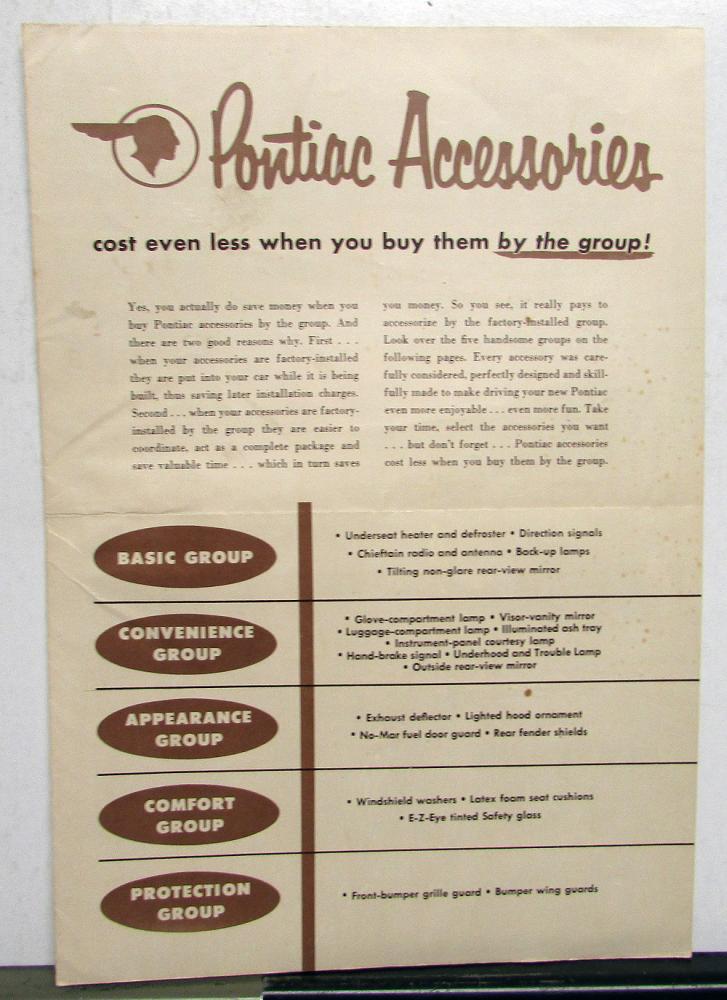 Pontiac Accessories
cost even less when you buy them by the group!
Yes, you actually do save money when you
buy Pontiac accessories by the group. And
there are two good reasons why. First . . .
when your accessories are factory-installed
they are put into your car while it is being
built, thus saving later installation charges.
Second . . . when your accessories are factory-
installed by the group they are easier to
coordinate, act as a complete package and
save valuable time . . . which in turn saves
you money. So you see, it really pays to
accessorize by the factory-installed group.
Look over the five handsome groups on the
following pages. Every accessory was care-
fully considered, perfectly designed and skill-
fully made to make driving your new Pontiac
even more enjoyable . . . even more fun. Take
your time, select the accessories you want
. . . but don't forget . . . Pontiac accessories
cost less when you buy them by the group.
BASIC GROUP
• Underseat heater and defroster • Direction signals
• Chieftain radio and antenna • Back-up lamps
• Tilting non-glare rear-view mirror
CONVENIENCE
GROUP
• Glove-compartment lamp • Visor-vanity mirror
• Luggage-compartment lamp • Illuminated ash tray
• Instrument-panel courtesy lamp
• Hand-brake signal • Underhood and Trouble Lamp
• Outside rear-view mirror
APPEARANCE
GROUP
• Exhaust deflector • Lighted hood ornament
• No-Mar fuel door guard • Rear fender shields
COMFORT
GROUP
• Windshield washers • Latex foam seat cushions
• E-Z-Eye tinted Safety glass
PROTECTION
GROUP
• Front-bumper grille guard • Bumper wing guards